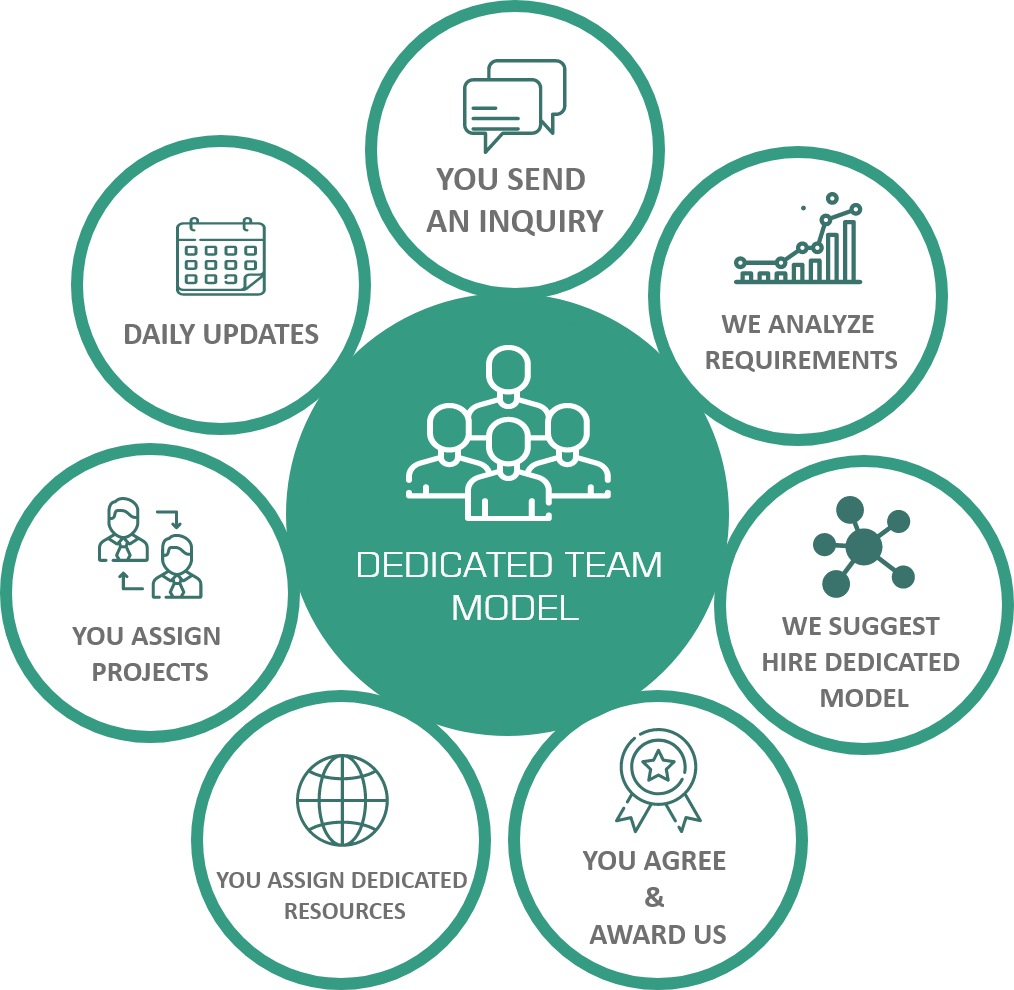 YOU SEND
AN INQUIRY
WE ANALYZE
REQUIREMENTS
WE SUGGEST
HIRE DEDICATED
MODEL
YOU AGREE
&
AWARD US
YOU ASSIGN DEDICATED
RESOURCES
YOU ASSIGN
PROJECTS
DAILY UPDATES
DEDICATED TEAM
MODEL